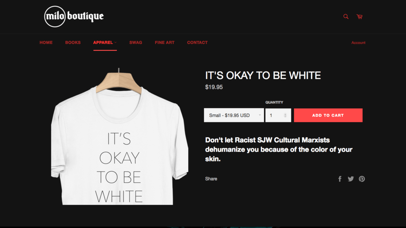 milo boutique
HOME BOOKS APPAREL XMAS FINE ART CONTACT Account
IT'S OKAY TO BE WHITE
$19.95
QUANTITY
Small - $19.95 USD 1 ADD TO CART
IT'S
OKAY
TO BE
WHITE
Don't let Racist SJW Cultural Marxists
dehumanize you because of the color of your
skin.
Share